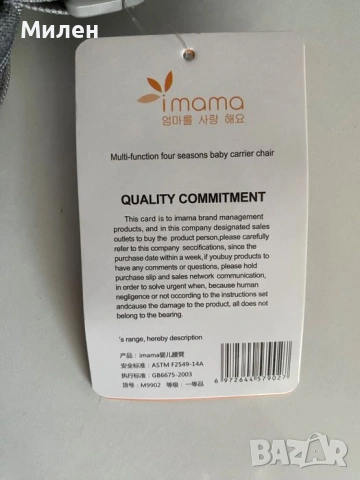 Милен
imama
엄마를 사랑 해요
Multi-function four seasons baby carrier chair
QUALITY COMMITMENT
This card is to imama brand management
products, and in this company designated sales
outlets to buy the product person,please carefully
refer to this company seccifications, since the
purchase date within a week, if youbuy products to
have any comments or questions, please hold
purchase slip and sales network communication,
in order to solve urgent when, because human
negligence or not occording to the instructions set
andcause the damage to the product, all does not
belong to the bearing.
's range, hereby description
产品：imama婴儿腰凳
安全标准：ASTM F2549-14A
执行标准：GB6675-2003
货号：M9902 等级：一等品
6 972644 579027
BAZAR
bg